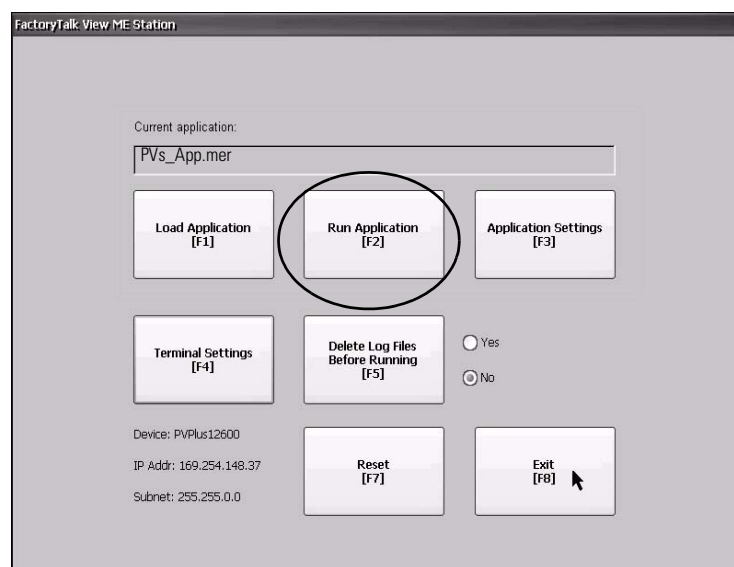 FactoryTalk View ME Station
Current application:
PVs_App.mer
Load Application
[F1]
Run Application
[F2]
Application Settings
[F3]
Terminal Settings
[F4]
Delete Log Files
Before Running
[F5]
Yes
No
Device: PVPlus12600
IP Addr: 169.254.148.37
Subnet: 255.255.0.0
Reset
[F7]
Exit
[F8]